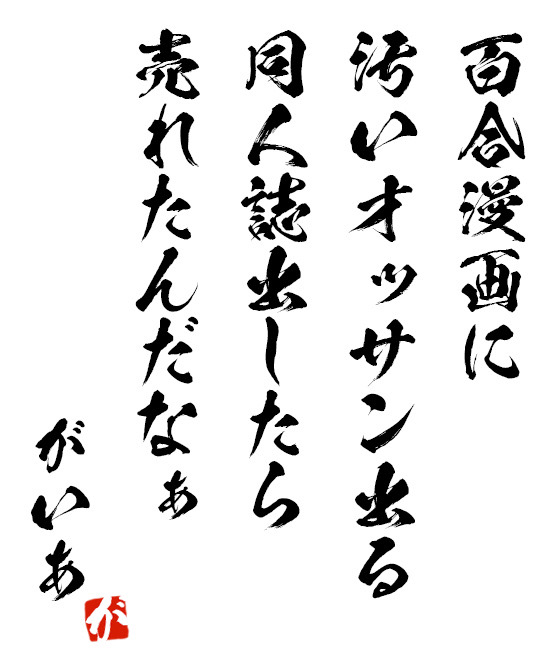 百合漫画に
汚いオッサン出る
同人誌出したら
売れたんだなぁ
がいぁ
が